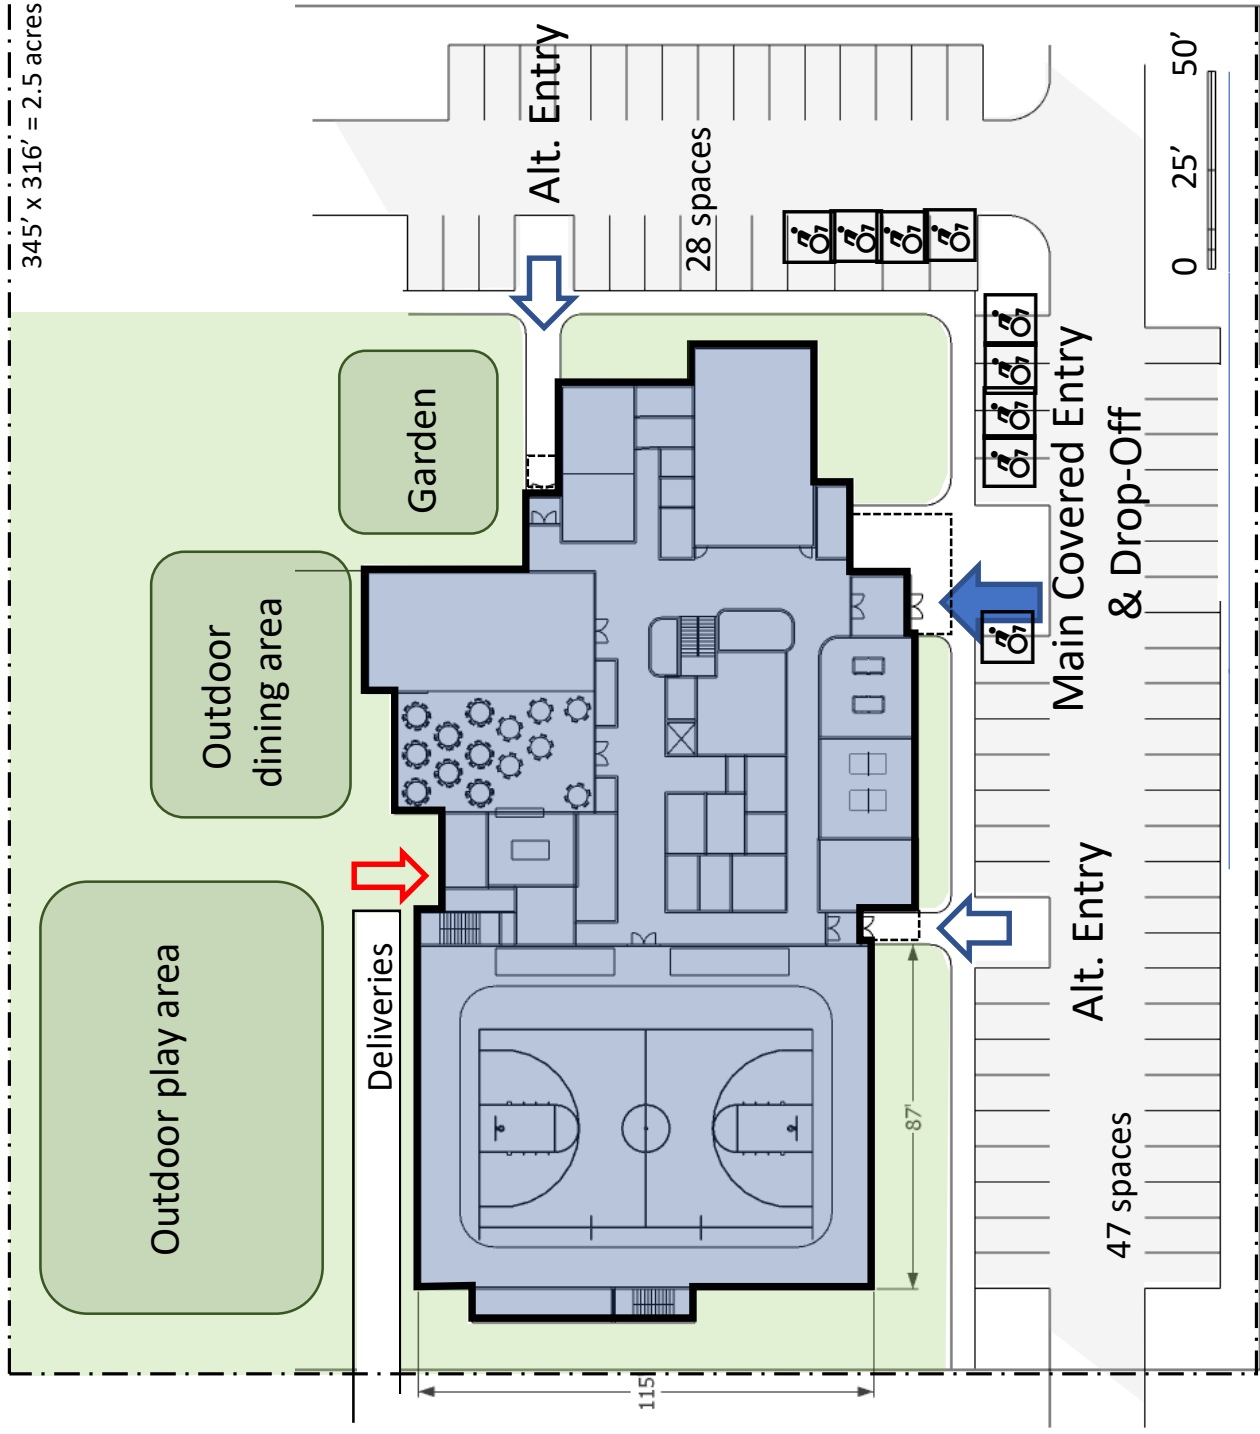 345’ x 316’ = 2.5 acres
Outdoor play area
Outdoor
dining area
Garden
Deliveries
Alt. Entry
28 spaces
Main Covered Entry
& Drop-Off
Alt. Entry
47 spaces
0 25’ 50’
87'
115